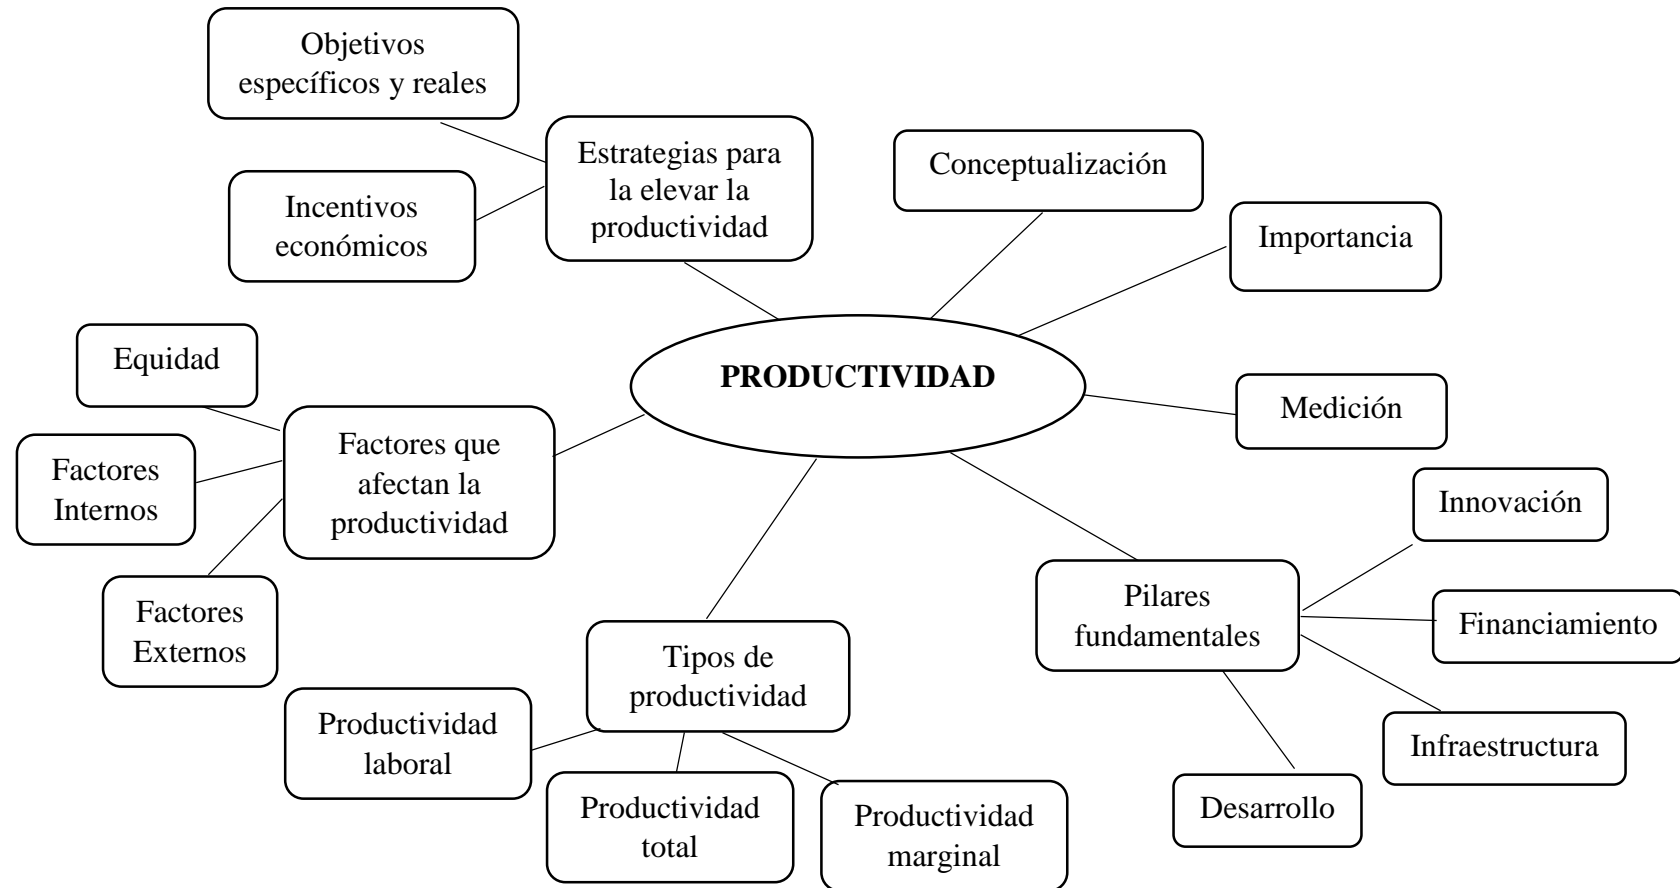 Objetivos
específicos y reales
Estrategias para
la elevar la
productividad
Conceptualización
Incentivos
económicos
Importancia
Equidad
PRODUCTIVIDAD
Medición
Factores que
afectan la
productividad
Factores
Internos
Innovación
Factores
Externos
Pilares
fundamentales
Financiamiento
Tipos de
productividad
Productividad
laboral
Infraestructura
Productividad
total
Productividad
marginal
Desarrollo